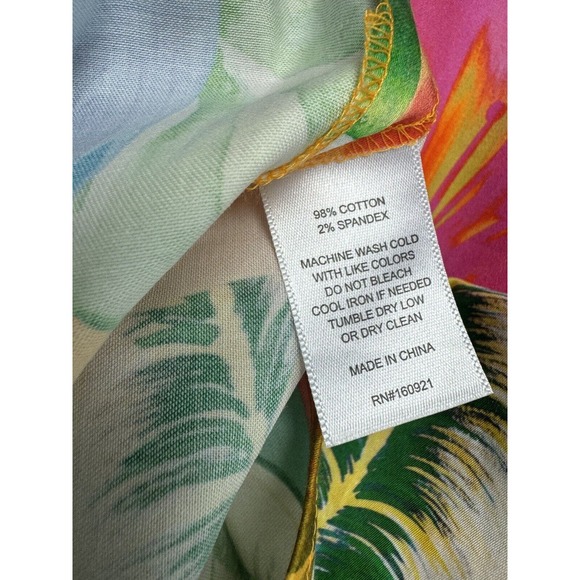 98% COTTON
2% SPANDEX
MACHINE WASH COLD
WITH LIKE COLORS
DO NOT BLEACH
COOL IRON IF NEEDED
TUMBLE DRY LOW
OR DRY CLEAN
MADE IN CHINA
RN#160921